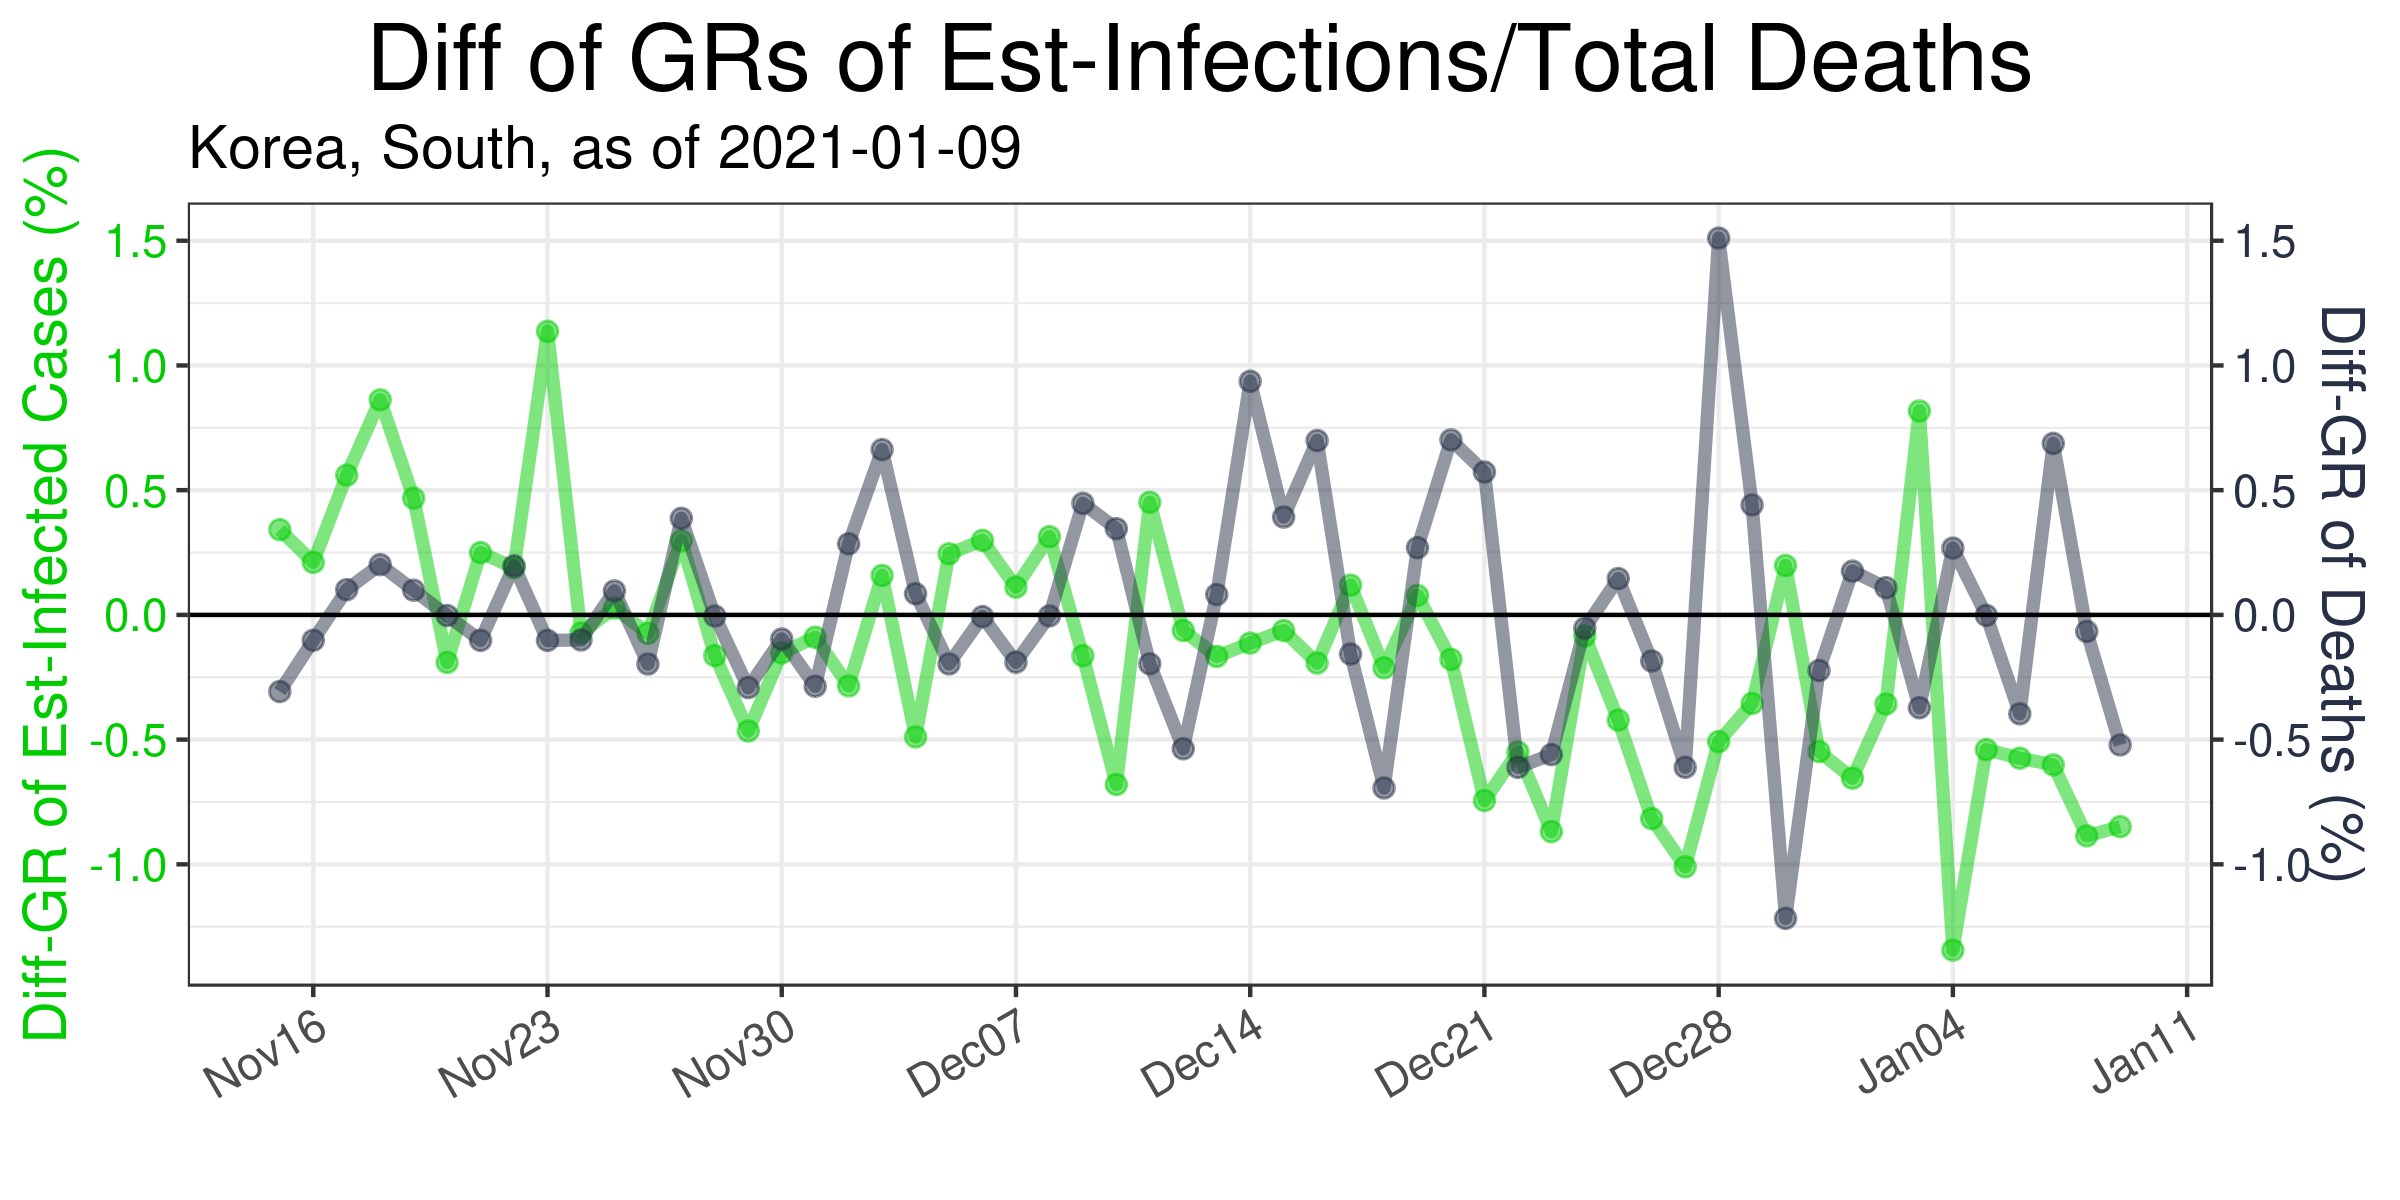 Diff of GRs of Est-Infections/Total Deaths
Korea, South, as of 2021-01-09
Diff-GR of Est-Infected Cases (%)
1.5
1.0
0.5
0.0
-0.5
-1.0
1.5
1.0
0.5
0.0
-0.5
-1.0
Diff-GR of Deaths (%)
Nov16
Nov23
Nov30
Dec07
Dec14
Dec21
Dec28
Jan04
Jan11